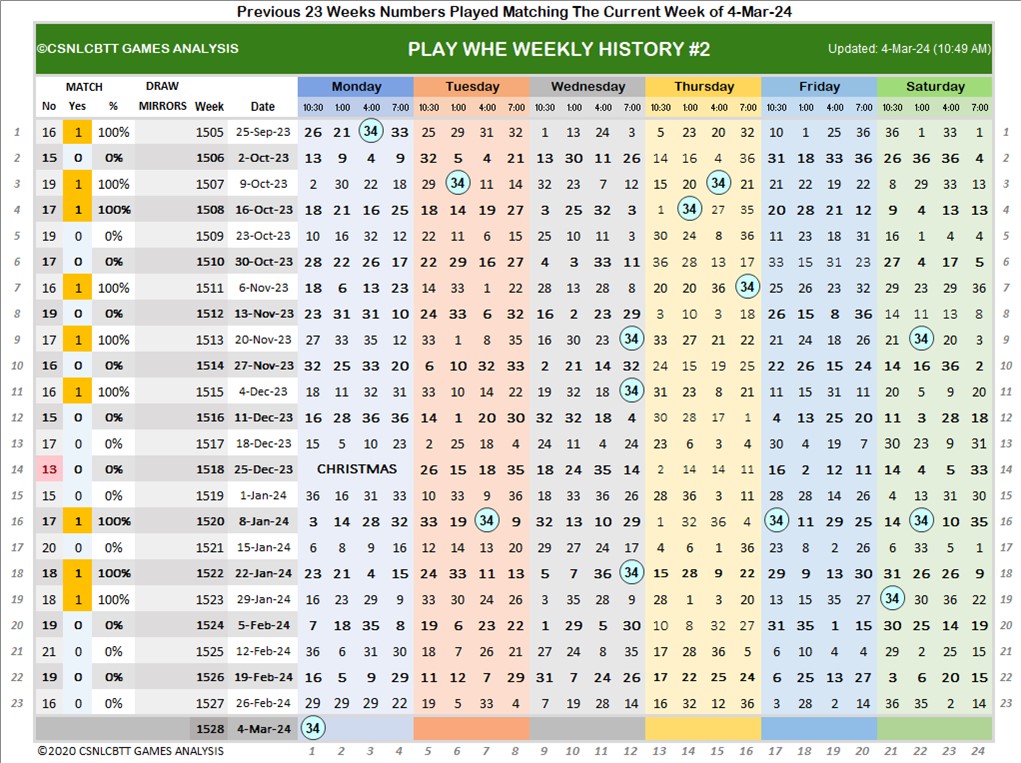 Previous 23 Weeks Numbers Played Matching The Current Week of 4-Mar-24
©CSNLCBTT GAMES ANALYSIS PLAY WHE WEEKLY HISTORY #2 Updated: 4-Mar-24 (10:49 AM)
MATCH DRAW Monday Tuesday Wednesday Thursday Friday Saturday
No Yes % MIRRORS Week Date 10:30 1:00 4:00 7:00 10:30 1:00 4:00 7:00 10:30 1:00 4:00 7:00 10:30 1:00 4:00 7:00 10:30 1:00 4:00 7:00 10:30 1:00 4:00 7:00
1 16 1 100% 1505 25-Sep-23 26 21 34 33 25 29 31 32 1 13 24 3 5 23 20 32 10 1 25 36 36 1 33 1 1
2 15 0 0% 1506 2-Oct-23 13 9 4 9 32 5 4 21 13 30 11 26 14 16 4 36 31 18 33 36 26 36 36 4 2
3 19 1 100% 1507 9-Oct-23 2 30 22 18 29 34 11 14 32 23 7 12 15 20 34 21 21 22 19 22 8 29 33 13 3
4 17 1 100% 1508 16-Oct-23 18 21 16 25 18 14 19 27 3 25 32 3 1 34 27 35 20 28 21 12 9 4 13 13 4
5 19 0 0% 1509 23-Oct-23 10 16 32 12 22 11 6 15 25 10 11 3 30 24 8 36 11 23 18 31 16 1 4 4 5
6 17 0 0% 1510 30-Oct-23 28 22 26 17 22 29 16 27 4 3 33 11 36 28 13 17 33 15 31 23 27 4 17 5 6
7 16 1 100% 1511 6-Nov-23 18 6 13 23 14 33 1 22 28 13 28 8 20 20 36 34 25 26 23 32 29 23 29 36 7
8 19 0 0% 1512 13-Nov-23 23 31 31 10 24 33 6 32 16 2 23 29 3 10 3 18 26 15 8 36 14 11 13 8 8
9 17 1 100% 1513 20-Nov-23 27 33 35 12 33 1 8 35 16 30 23 34 33 27 21 22 21 24 18 26 21 34 20 3 9
10 16 0 0% 1514 27-Nov-23 32 25 33 20 6 10 32 33 2 21 14 32 24 15 19 25 22 26 15 24 14 16 36 2 10
11 16 1 100% 1515 4-Dec-23 18 11 32 31 33 10 14 22 19 32 18 34 31 23 8 21 11 15 31 11 20 5 9 20 11
12 15 0 0% 1516 11-Dec-23 16 28 36 36 14 1 20 30 32 32 18 4 30 28 17 1 4 13 25 20 11 3 28 18 12
13 17 0 0% 1517 18-Dec-23 15 5 10 23 2 25 18 4 24 11 4 24 23 6 3 4 30 4 19 7 30 23 9 31 13
14 13 0 0% 1518 25-Dec-23 CHRISTMAS 26 15 18 35 18 24 35 14 2 14 14 11 16 2 12 11 14 4 5 33 14
15 15 0 0% 1519 1-Jan-24 36 16 31 33 10 33 9 36 18 33 36 26 28 36 3 11 28 28 14 26 4 13 31 30 15
16 17 1 100% 1520 8-Jan-24 3 14 28 32 33 19 34 9 32 13 10 29 1 32 36 4 34 11 29 25 14 34 10 35 16
17 20 0 0% 1521 15-Jan-24 6 8 9 16 12 14 13 20 29 27 24 17 4 6 1 36 23 8 2 26 6 33 5 1 17
18 18 1 100% 1522 22-Jan-24 23 21 4 15 24 33 11 13 5 7 36 34 15 28 9 22 29 9 13 30 31 26 26 9 18
19 18 1 100% 1523 29-Jan-24 16 23 29 9 33 30 24 26 3 35 28 9 28 1 3 20 13 15 35 27 34 30 36 22 19
20 19 0 0% 1524 5-Feb-24 7 18 35 8 19 6 23 22 1 29 5 30 10 8 32 27 31 35 1 15 30 25 14 19 20
21 21 0 0% 1525 12-Feb-24 36 6 31 30 18 7 26 21 23 7 8 35 17 28 36 5 6 10 4 4 29 2 25 15 21
22 19 0 0% 1526 19-Feb-24 16 5 9 29 11 12 7 29 31 7 24 26 17 22 25 24 6 25 13 27 3 6 20 15 22
23 16 0 0% 1527 26-Feb-24 29 29 29 22 19 5 33 4 7 19 28 14 16 32 12 36 3 28 2 14 36 35 2 14 23
1528 4-Mar-24 34
©2020 CSNLCBTT GAMES ANALYSIS 1 2 3 4 5 6 7 8 9 10 11 12 13 14 15 16 17 18 19 20 21 22 23 24